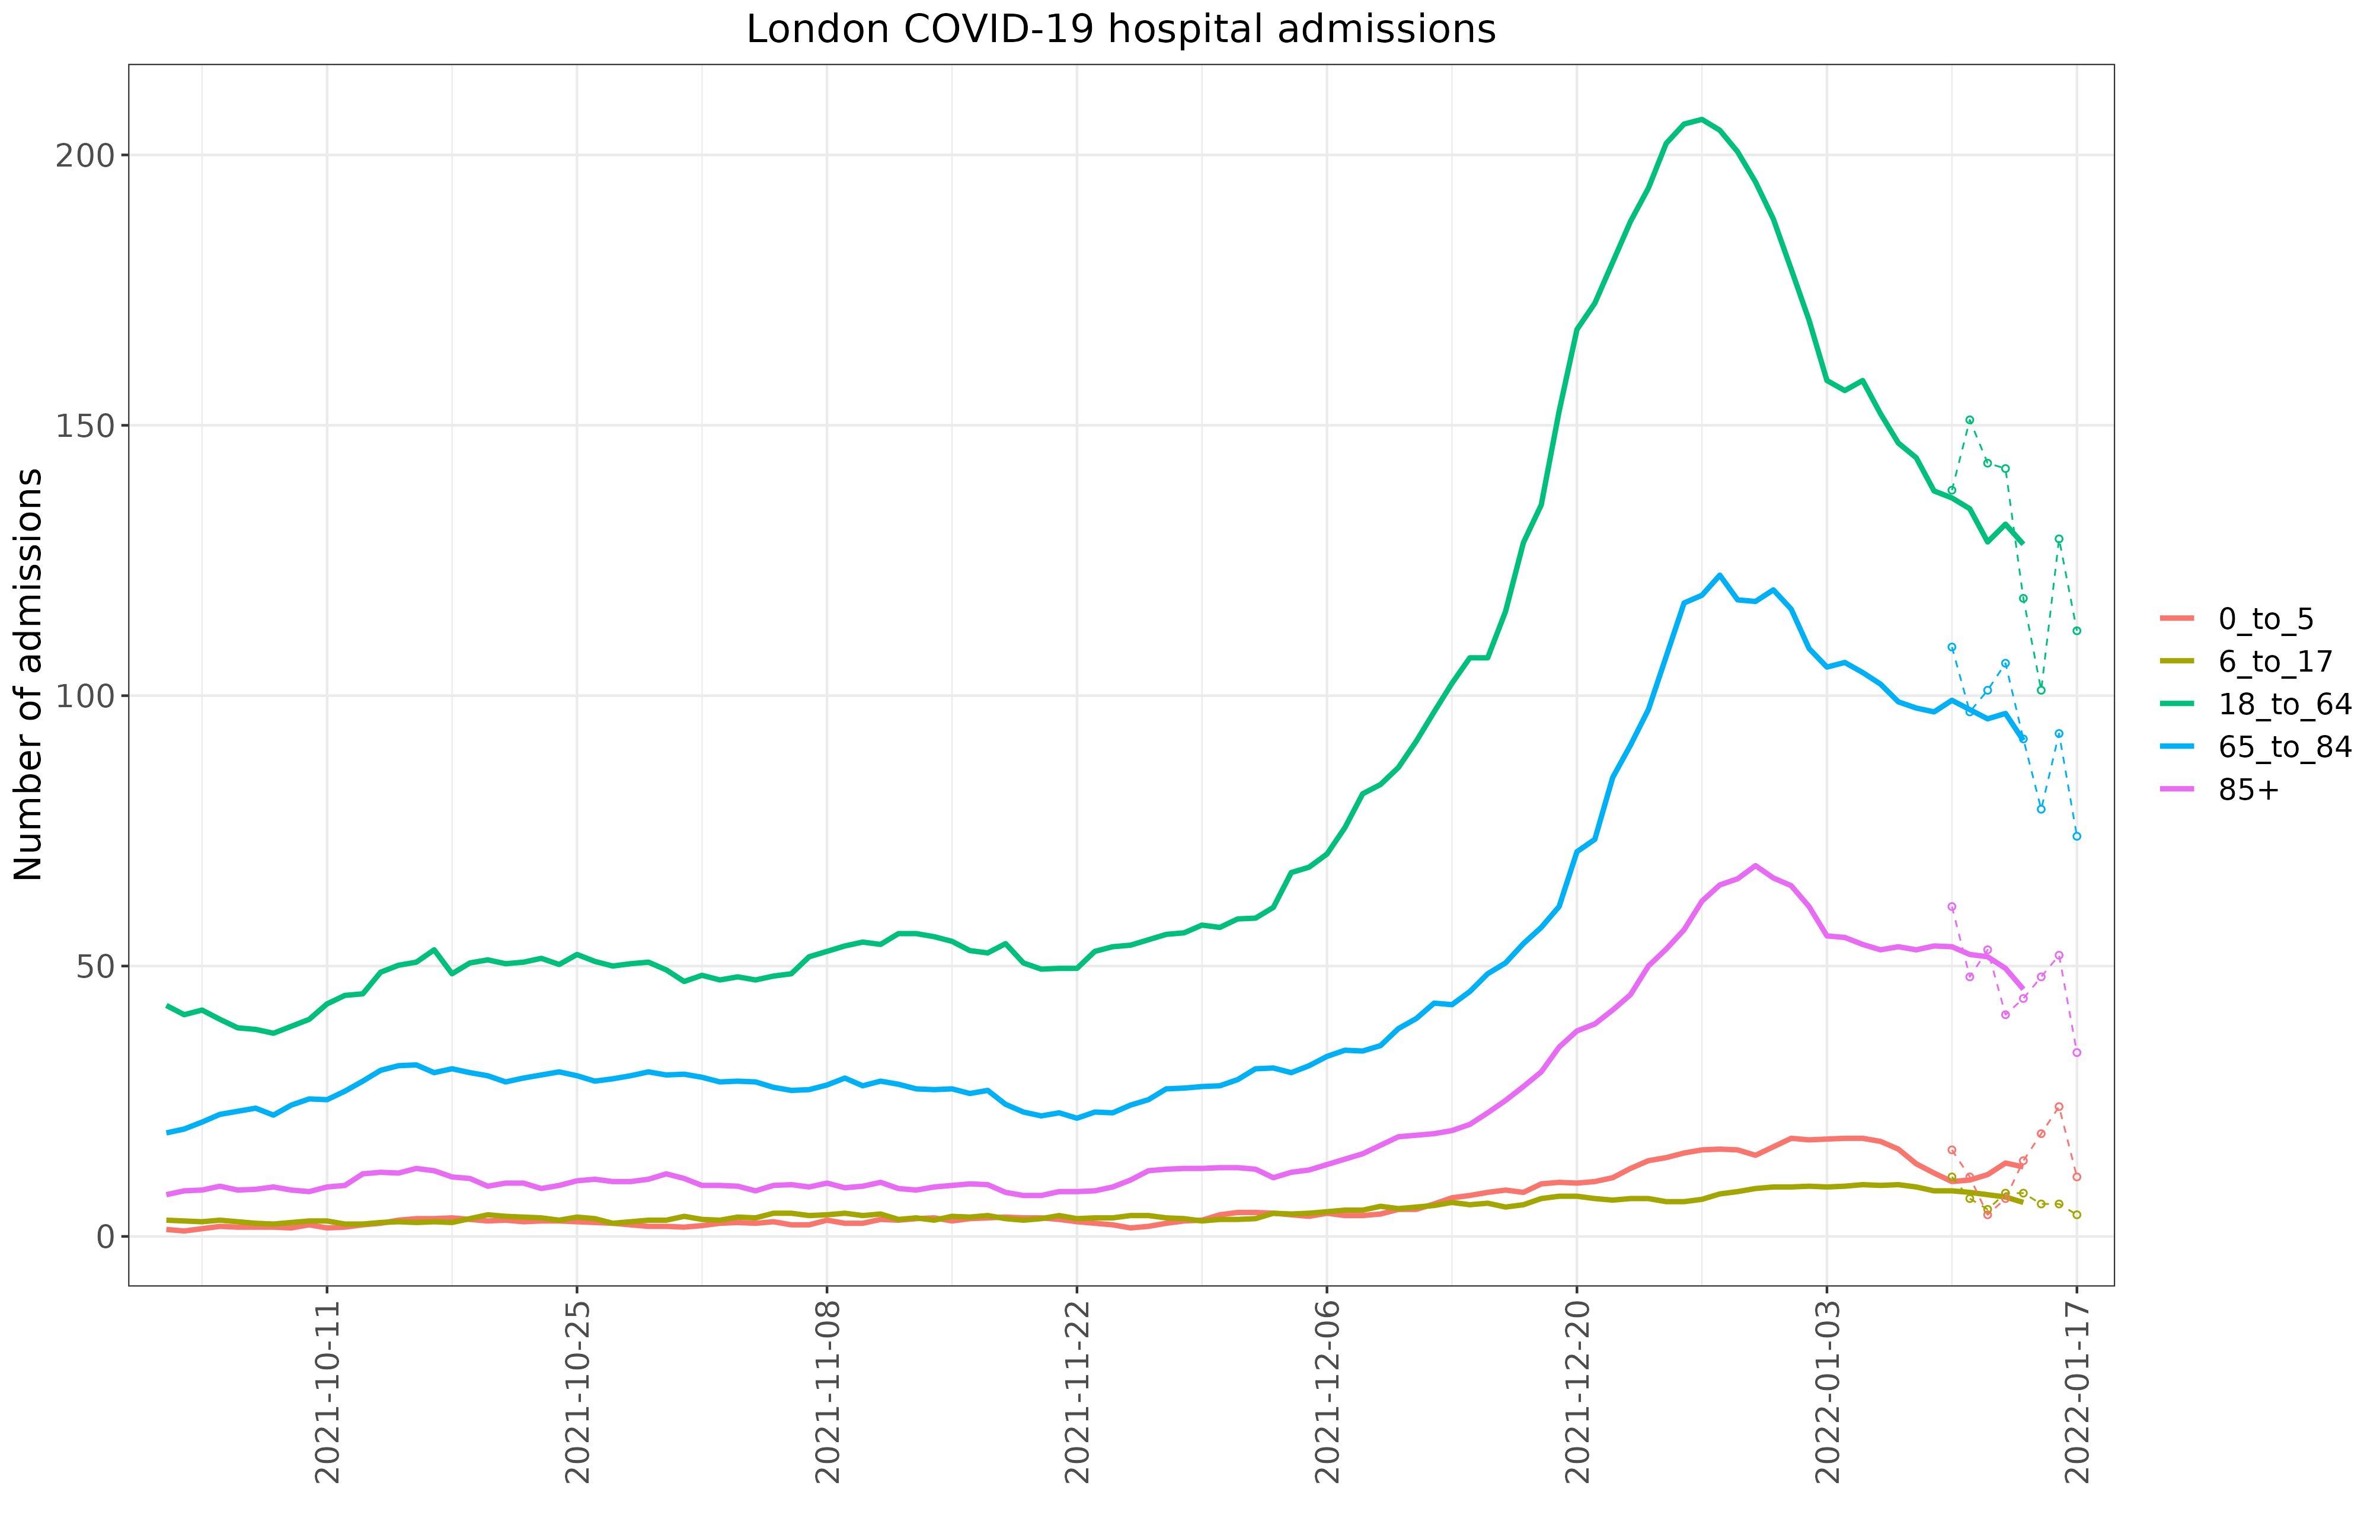 London COVID-19 hospital admissions
Number of admissions
200
150
100
50
0
2021-10-11
2021-10-25
2021-11-08
2021-11-22
2021-12-06
2021-12-20
2022-01-03
2022-01-17
0_to_5
6_to_17
18_to_64
65_to_84
85+